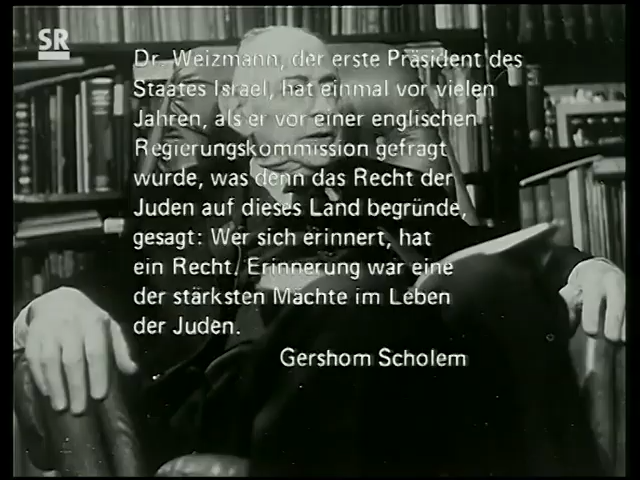 SR
Dr. Weizmann, der erste Präsident des
Staates Israel, hat einmal vor vielen
Jahren, als er vor einer englischen
Regierungskommission gefragt
wurde, was denn das Recht der
Juden auf dieses Land begründe,
gesagt: Wer sich erinnert, hat
ein Recht. Erinnerung war eine
der stärksten Mächte im Leben
der Juden.
Gershom Scholem